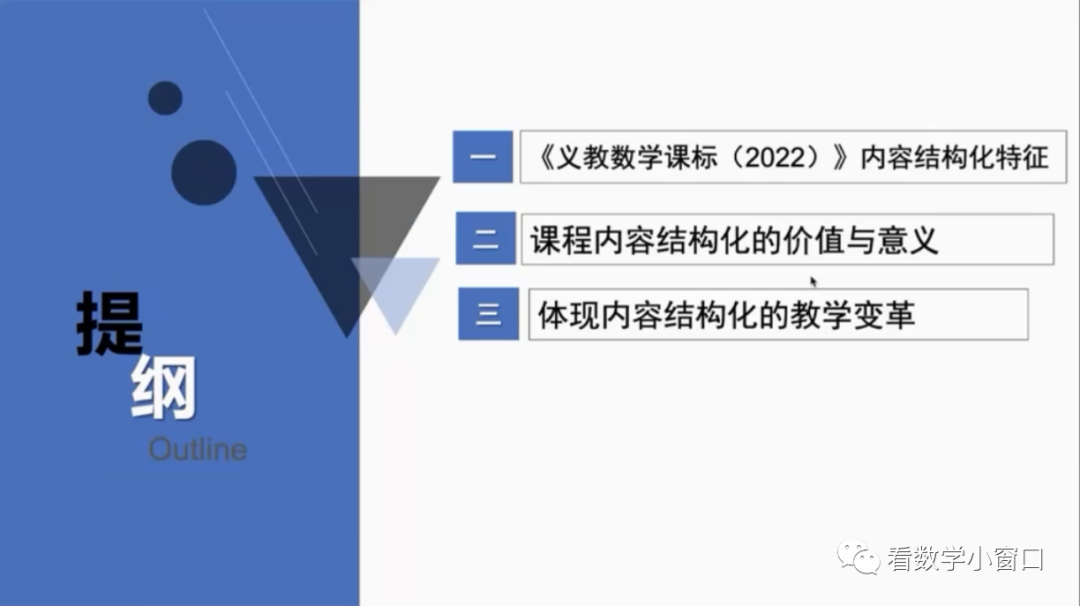 提
纲
Outline
一 《义教数学课标（2022）》内容结构化特征
二 课程内容结构化的价值与意义
三 体现内容结构化的教学变革
看数学小窗口